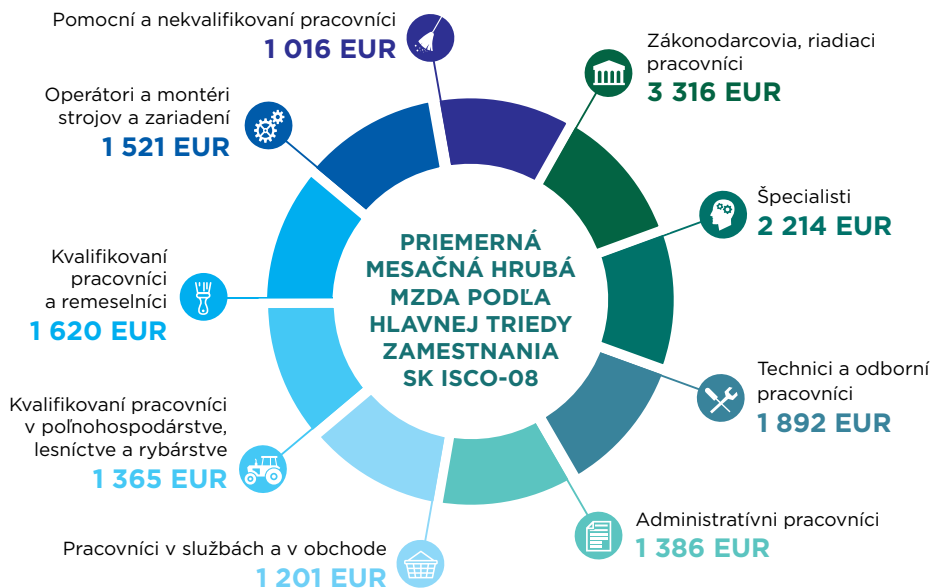 Pomocní a nekvalifikovaní pracovníci
1 016 EUR
Zákonodarcovia, riadiaci
pracovníci
3 316 EUR
Operátori a montéri
strojov a zariadení
1 521 EUR
Špecialisti
2 214 EUR
PRIEMERNÁ
MESAČNÁ HRUBÁ
MZDA PODĽA
HLAVNEJ TRIEDY
ZAMESTNANIA
SK ISCO-08
Kvalifikovaní
pracovníci
a remeselníci
1 620 EUR
Technici a odborní
pracovníci
1 892 EUR
Kvalifikovaní pracovníci
v poľnohospodárstve,
lesníctve a rybárstve
1 365 EUR
Administratívni pracovníci
1 386 EUR
Pracovníci v službách a v obchode
1 201 EUR